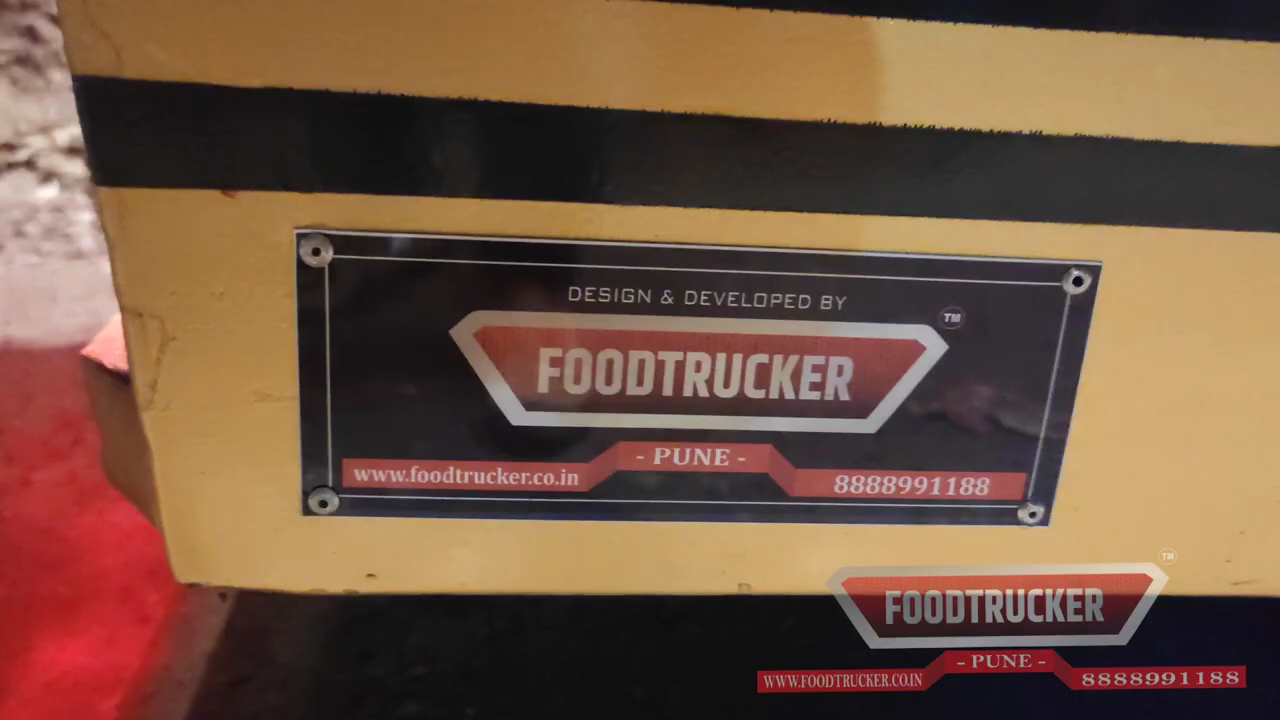 DESIGN & DEVELOPED BY
FOODTRUCKER
TM
- PUNE -
www.foodtrucker.co.in
8888991188
TM
FOODTRUCKER
- PUNE -
WWW.FOODTRUCKER.CO.IN
8888991188